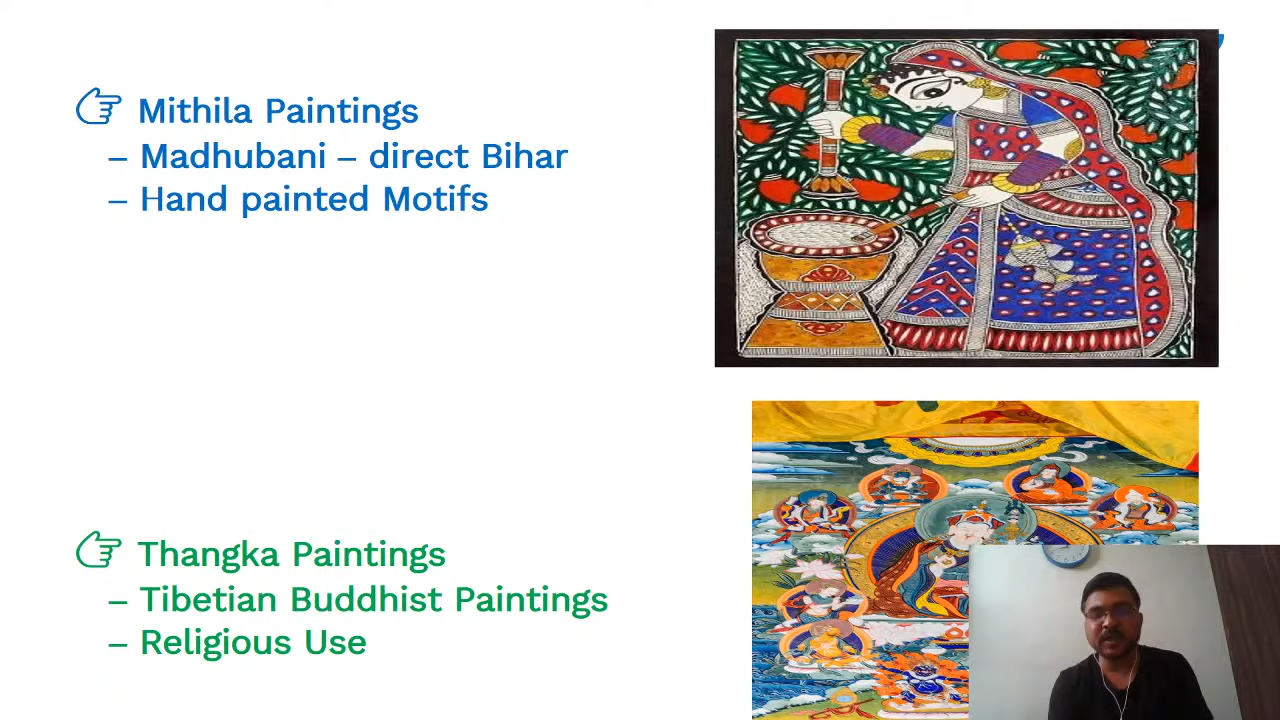 Mithila Paintings
– Madhubani – direct Bihar
– Hand painted Motifs
Thangka Paintings
– Tibetian Buddhist Paintings
– Religious Use